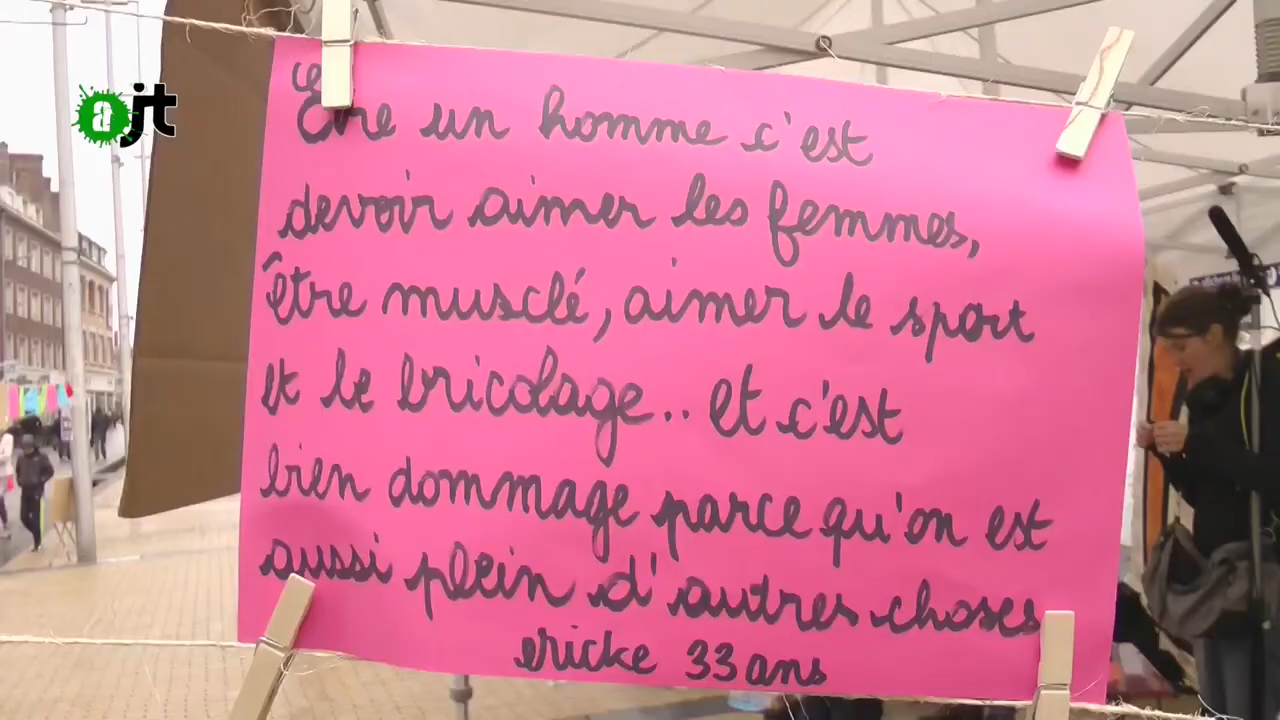 ajt
Être un homme c'est
devoir aimer les femmes,
être musclé, aimer le sport
et le bricolage.. et c'est
bien dommage parce qu'on est
aussi plein d'autres choses
ericke 33 ans